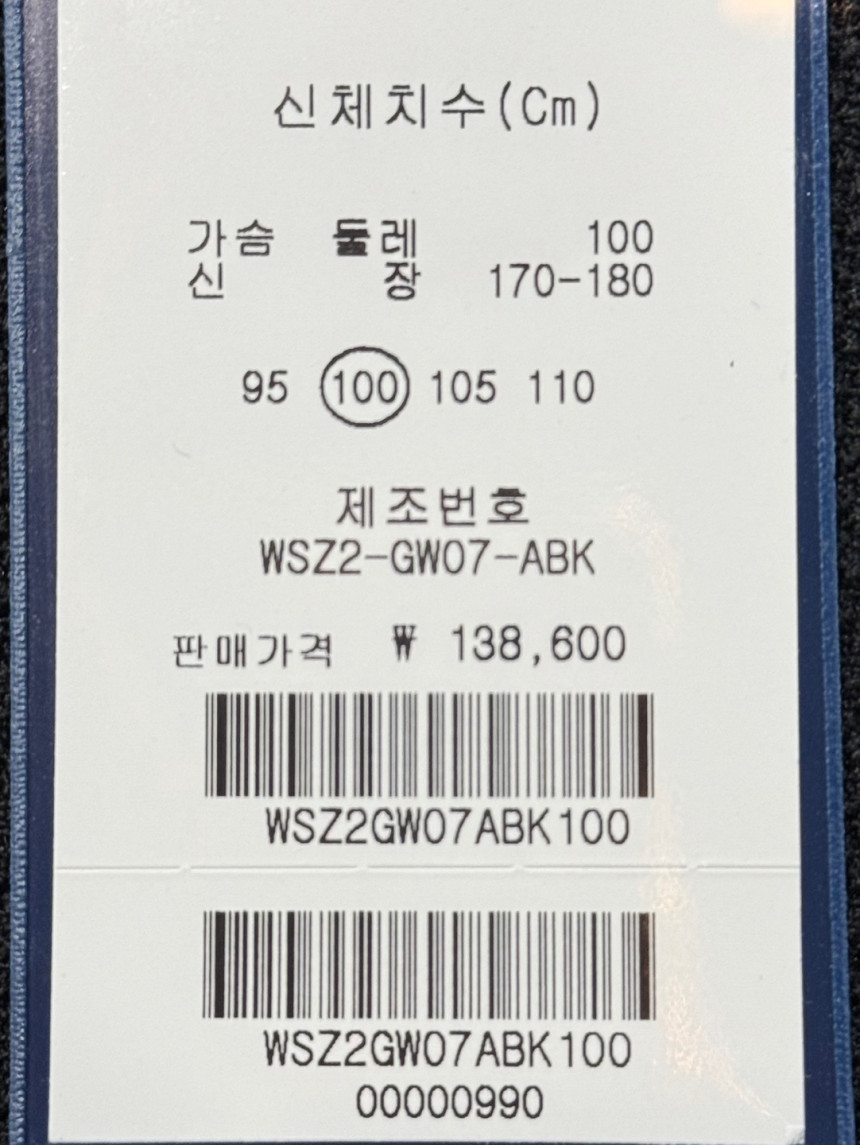 신체치수(Cm)
가슴 둘레 100
신 장 170-180
95 100 105 110
제조번호
WSZ2-GW07-ABK
판매가격 ₩ 138,600
WSZ2GW07ABK100
WSZ2GW07ABK100
00000990